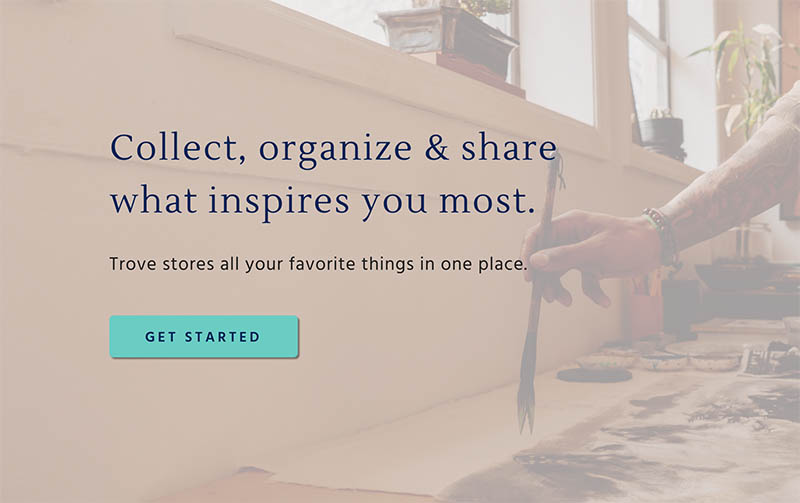 Collect, organize & share
what inspires you most.
Trove stores all your favorite things in one place.
GET STARTED